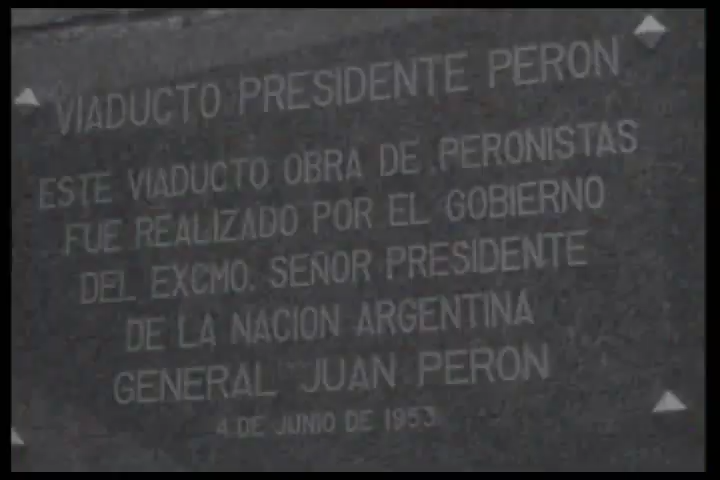 VIADUCTO PRESIDENTE PERON
ESTE VIADUCTO OBRA DE PERONISTAS
FUE REALIZADO POR EL GOBIERNO
DEL EXCMO. SEÑOR PRESIDENTE
DE LA NACION ARGENTINA
GENERAL JUAN PERON
4 DE JUNIO DE 1953